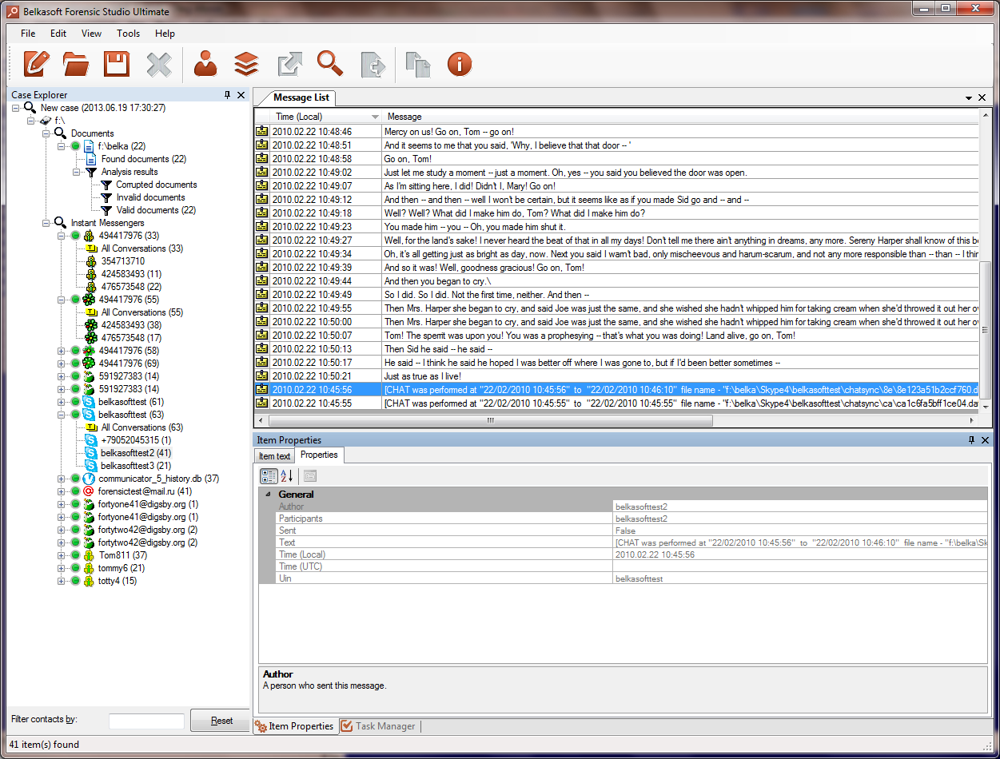 Belkasoft Forensic Studio Ultimate
File Edit View Tools Help
Case Explorer
New case (2013.06.19 17:30:27)
f:\
Documents
f:\belka (22)
Found documents (22)
Analysis results
Corrupted documents
Invalid documents
Valid documents (22)
Instant Messengers
494417976 (33)
All Conversations (33)
354713710
424583493 (11)
476573548 (22)
494417976 (55)
All Conversations (55)
424583493 (38)
476573548 (17)
494417976 (58)
494417976 (69)
591927383 (14)
591927383 (14)
belkasofttest (61)
belkasofttest (63)
All Conversations (63)
+79052045315 (1)
belkasofttest2 (41)
belkasofttest3 (21)
communicator_5_history.db (37)
forensictest@mail.ru (41)
fortyone41@digsby.org (1)
fortyone41@digsby.org (1)
fortytwo42@digsby.org (2)
fortytwo42@digsby.org (2)
Tom811 (37)
tommy6 (21)
totty4 (15)
Filter contacts by:
Reset
Message List
Time (Local) Message
2010.02.22 10:48:46 Mercy on us! Go on, Tom -- go on!
2010.02.22 10:48:51 And it seems to me that you said, 'Why, I believe that that door -- '
2010.02.22 10:48:58 Go on, Tom!
2010.02.22 10:49:02 Just let me study a moment -- just a moment. Oh, yes -- you said you believed the door was open.
2010.02.22 10:49:07 As I'm sitting here, I did! Didn't I, Mary! Go on!
2010.02.22 10:49:12 And then -- and then -- well I won't be certain, but it seems like as if you made Sid go and -- and --
2010.02.22 10:49:18 Well? Well? What did I make him do, Tom? What did I make him do?
2010.02.22 10:49:23 You made him -- you -- Oh, you made him shut it.
2010.02.22 10:49:27 Well, for the land's sake! I never heard the beat of that in all my days! Don't tell me there ain't anything in dreams, any more. Sereny Harper shall know of this be
2010.02.22 10:49:34 Oh, it's all getting just as bright as day, now. Next you said I warn't bad, only mischeevous and harum-scarum, and not any more responsible than -- than -- I thin
2010.02.22 10:49:39 And so it was! Well, goodness gracious! Go on, Tom!
2010.02.22 10:49:44 And then you began to cry.\
2010.02.22 10:49:49 So I did. So I did. Not the first time, neither. And then --
2010.02.22 10:49:55 Then Mrs. Harper she began to cry, and said Joe was just the same, and she wished she hadn't whipped him for taking cream when she'd throwed it out her ow
2010.02.22 10:50:00 Then Mrs. Harper she began to cry, and said Joe was just the same, and she wished she hadn't whipped him for taking cream when she'd throwed it out her ow
2010.02.22 10:50:07 Tom! The sperrit was upon you! You was a prophesying -- that's what you was doing! Land alive, go on, Tom!
2010.02.22 10:50:13 Then Sid he said -- he said --
2010.02.22 10:50:17 He said -- I think he said he hoped I was better off where I was gone to, but if I'd been better sometimes --
2010.02.22 10:50:21 Just as true as I live!
2010.02.22 10:45:56 [CHAT was performed at "22/02/2010 10:45:56" to "22/02/2010 10:46:10" file name - "f:\belka\Skype4\belkasofttest\chatsync\8e\8e123a51b2ccf760.d
2010.02.22 10:45:55 [CHAT was performed at "22/02/2010 10:45:55" to "22/02/2010 10:45:55" file name - "f:\belka\Skype4\belkasofttest\chatsync\ca\ca1c6fa5bff1ce04.da
Item Properties
Item text Properties
General
Author belkasofttest2
Participants belkasofttest2
Sent False
Text [CHAT was performed at "22/02/2010 10:45:56" to "22/02/2010 10:46:10" file name - "f:\belka\Sk
Time (Local) 2010.02.22 10:45:56
Time (UTC)
Uin belkasofttest
Author
A person who sent this message.
Item Properties Task Manager
41 item(s) found